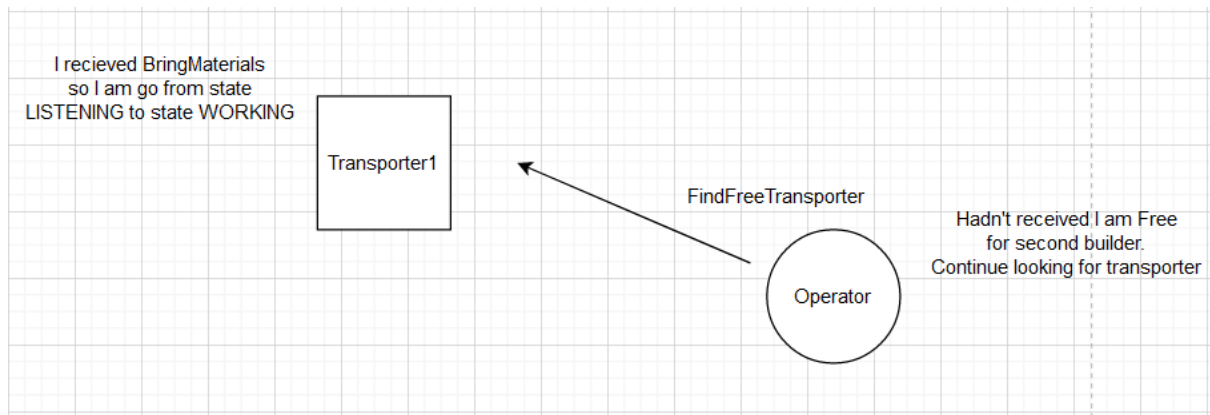 I recieved BringMaterials
so I am go from state
LISTENING to state WORKING
Transporter1
FindFreeTransporter
Hadn't received I am Free
for second builder.
Continue looking for transporter
Operator